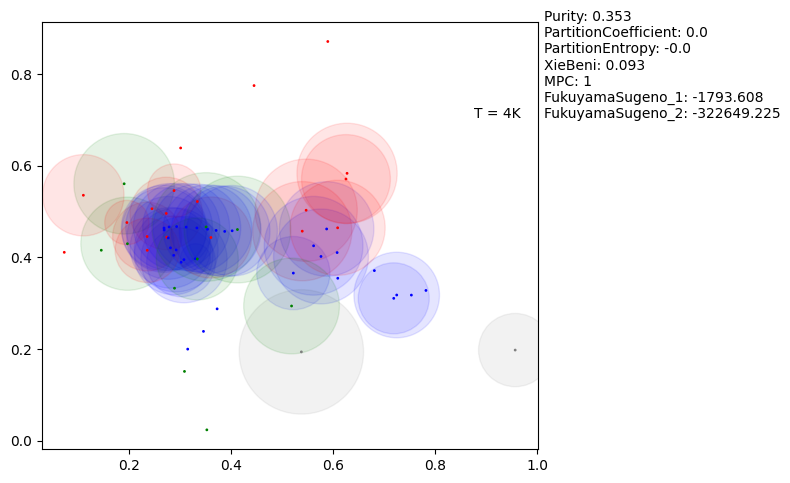 Purity: 0.353
PartitionCoefficient: 0.0
PartitionEntropy: -0.0
XieBeni: 0.093
MPC: 1
FukuyamaSugeno_1: -1793.608
FukuyamaSugeno_2: -322649.225
T = 4K
0.8
0.6
0.4
0.2
0.0
0.2 0.4 0.6 0.8 1.0